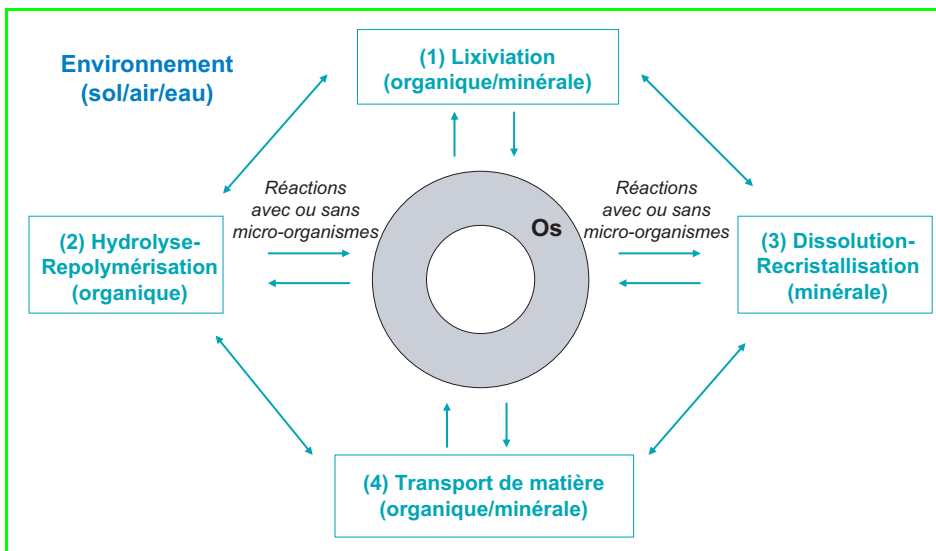 Environnement
(sol/air/eau)
(1) Lixiviation
(organique/minérale)
Réactions
avec ou sans
micro-organismes
(2) Hydrolyse-
Repolymérisation
(organique)
Os
Réactions
avec ou sans
micro-organismes
(3) Dissolution-
Recristallisation
(minérale)
(4) Transport de matière
(organique/minérale)